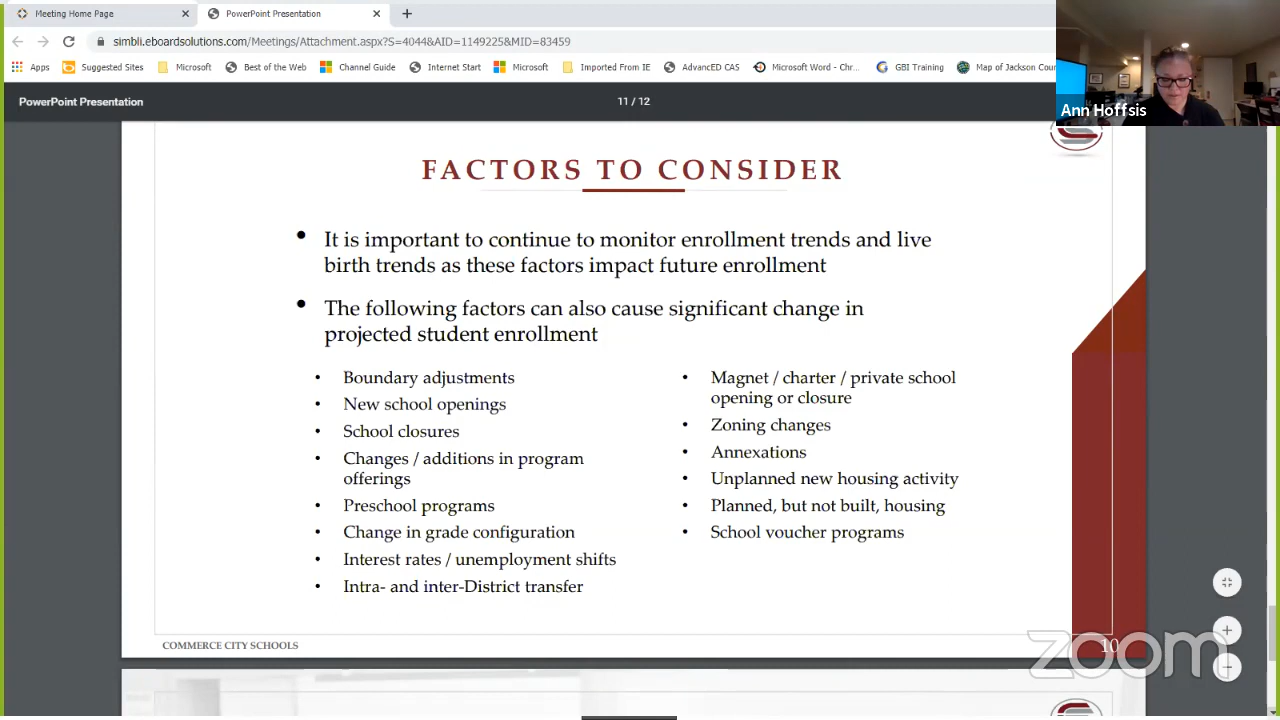 Meeting Home Page
PowerPoint Presentation
simbli.eboardsolutions.com/Meetings/Attachment.aspx?S=4044&AID=1149225&MID=83459
Apps Suggested Sites Microsoft Best of the Web Channel Guide Internet Start Microsoft Imported From IE AdvancED CAS Microsoft Word - Chr... GBI Training Map of Jackson Coun
Ann Hoffsis
PowerPoint Presentation
11 / 12
FACTORS TO CONSIDER
• It is important to continue to monitor enrollment trends and live
birth trends as these factors impact future enrollment
• The following factors can also cause significant change in
projected student enrollment
• Boundary adjustments
• New school openings
• School closures
• Changes / additions in program
offerings
• Preschool programs
• Change in grade configuration
• Interest rates / unemployment shifts
• Intra- and inter-District transfer
• Magnet / charter / private school
opening or closure
• Zoning changes
• Annexations
• Unplanned new housing activity
• Planned, but not built, housing
• School voucher programs
COMMERCE CITY SCHOOLS
10
zoom